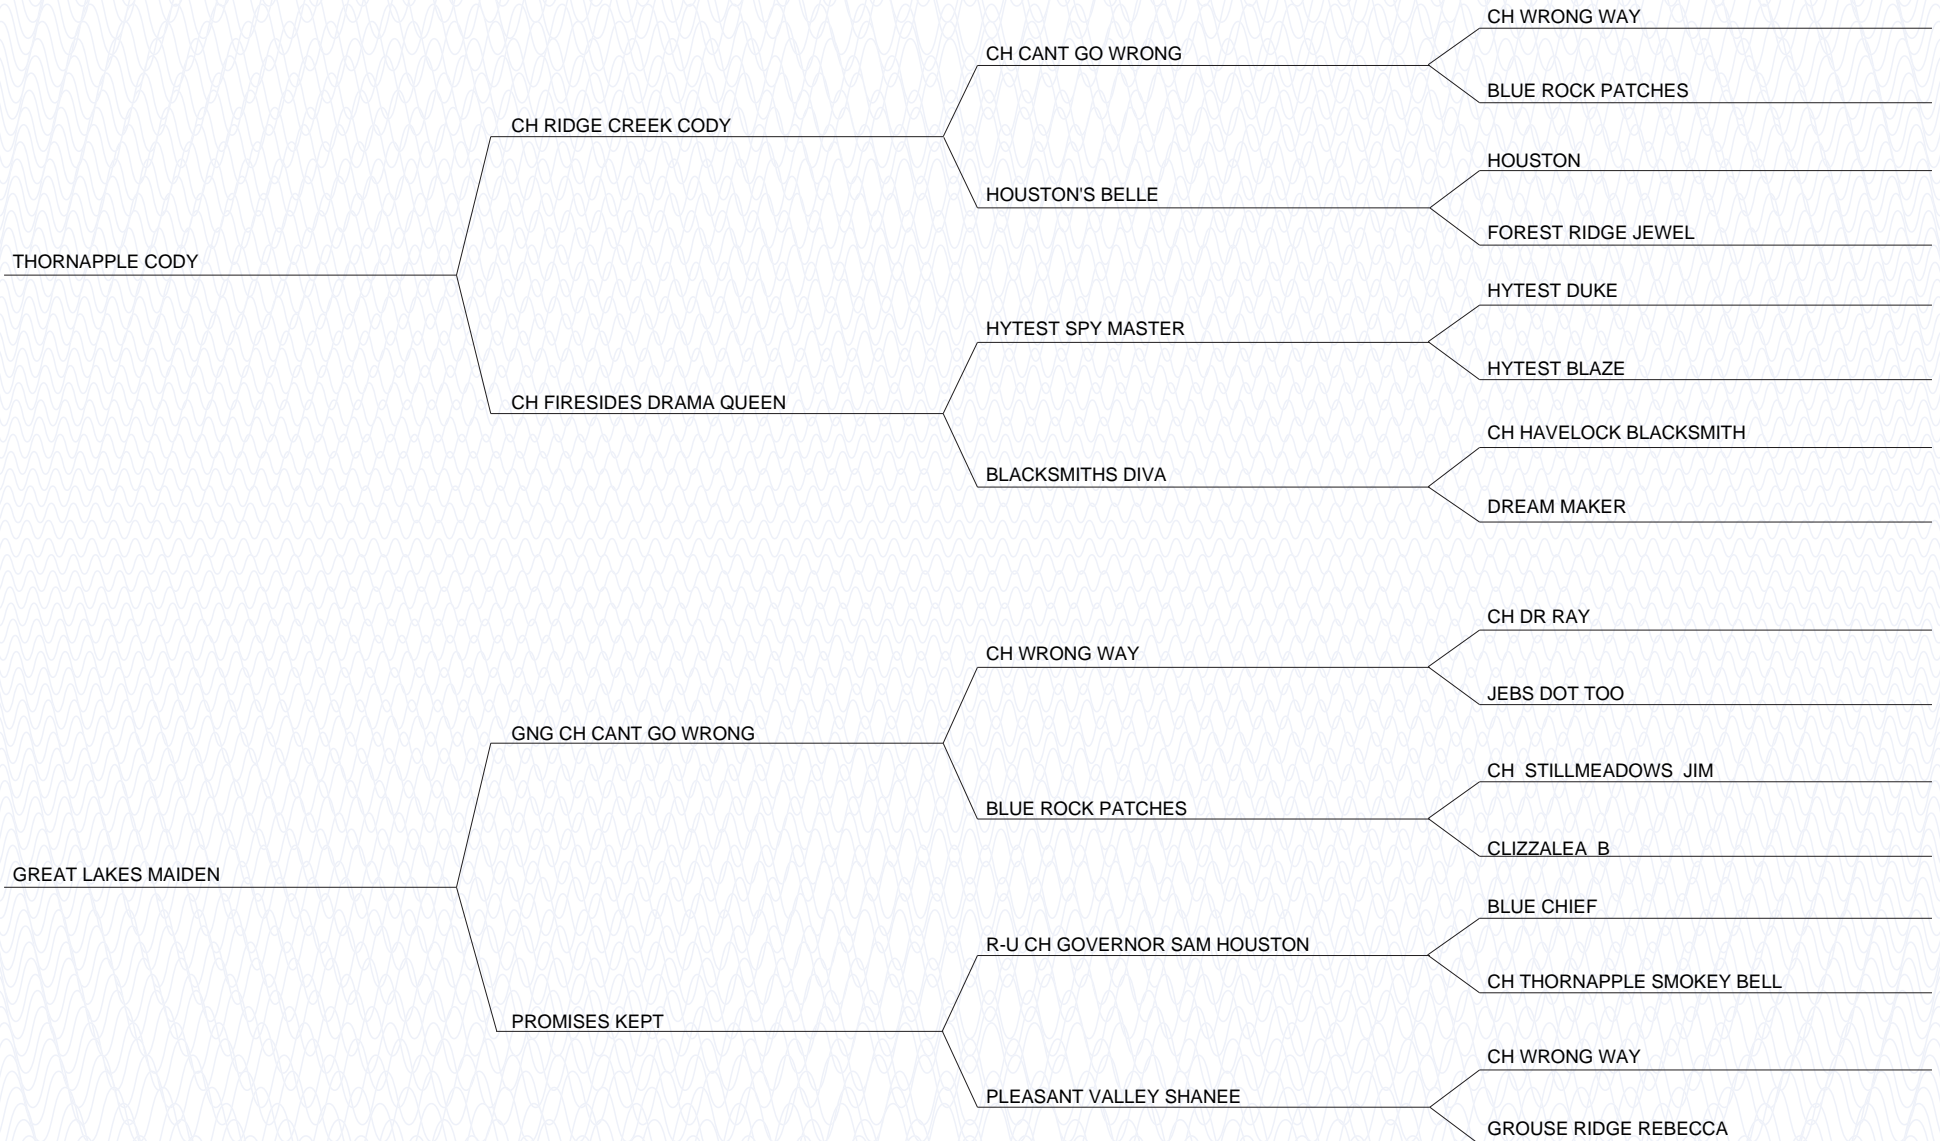 CH WRONG WAY
CH CANT GO WRONG
BLUE ROCK PATCHES
CH RIDGE CREEK CODY
HOUSTON
HOUSTON'S BELLE
FOREST RIDGE JEWEL
THORNAPPLE CODY
HYTEST DUKE
HYTEST SPY MASTER
HYTEST BLAZE
CH FIRESIDES DRAMA QUEEN
CH HAVELOCK BLACKSMITH
BLACKSMITHS DIVA
DREAM MAKER
CH DR RAY
CH WRONG WAY
JEBS DOT TOO
GNG CH CANT GO WRONG
CH  STILLMEADOWS  JIM
BLUE ROCK PATCHES
CLIZZALEA  B
GREAT LAKES MAIDEN
BLUE CHIEF
R-U CH GOVERNOR SAM HOUSTON
CH THORNAPPLE SMOKEY BELL
PROMISES KEPT
CH WRONG WAY
PLEASANT VALLEY SHANEE
GROUSE RIDGE REBECCA